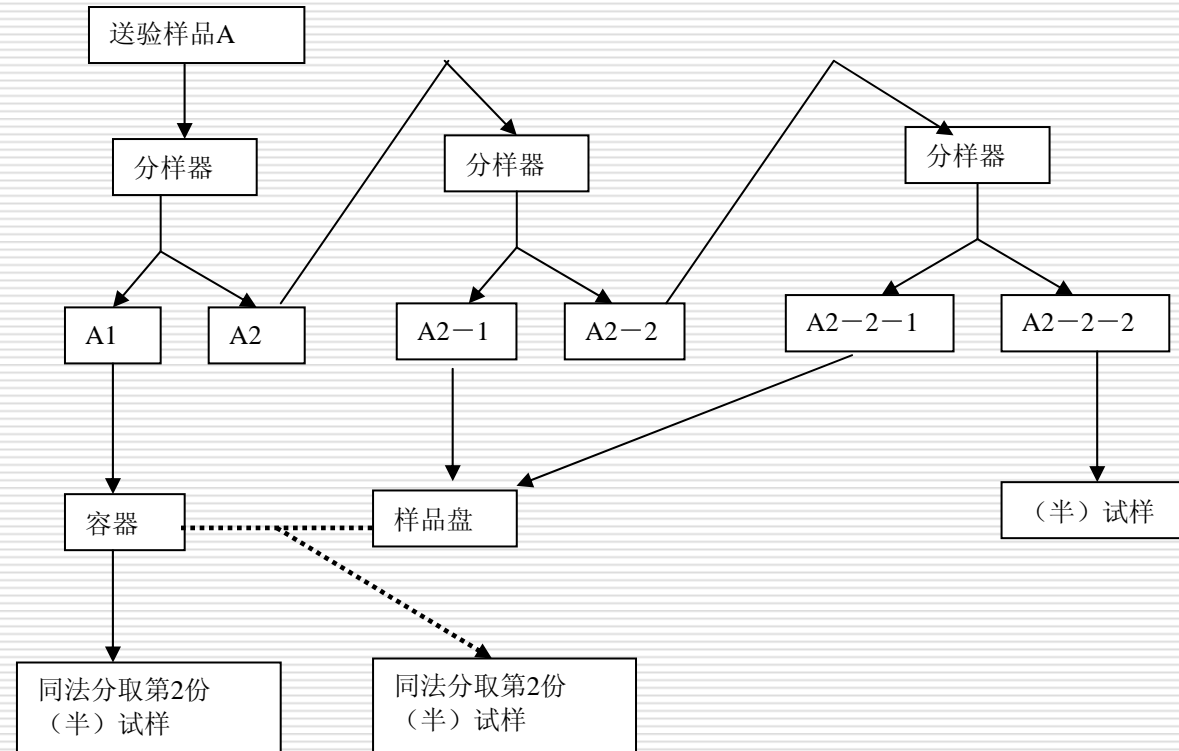 送验样品A
分样器
分样器
分样器
A1
A2
A2－1
A2－2
A2－2－1
A2－2－2
容器
样品盘
（半）试样
同法分取第2份
（半）试样
同法分取第2份
（半）试样